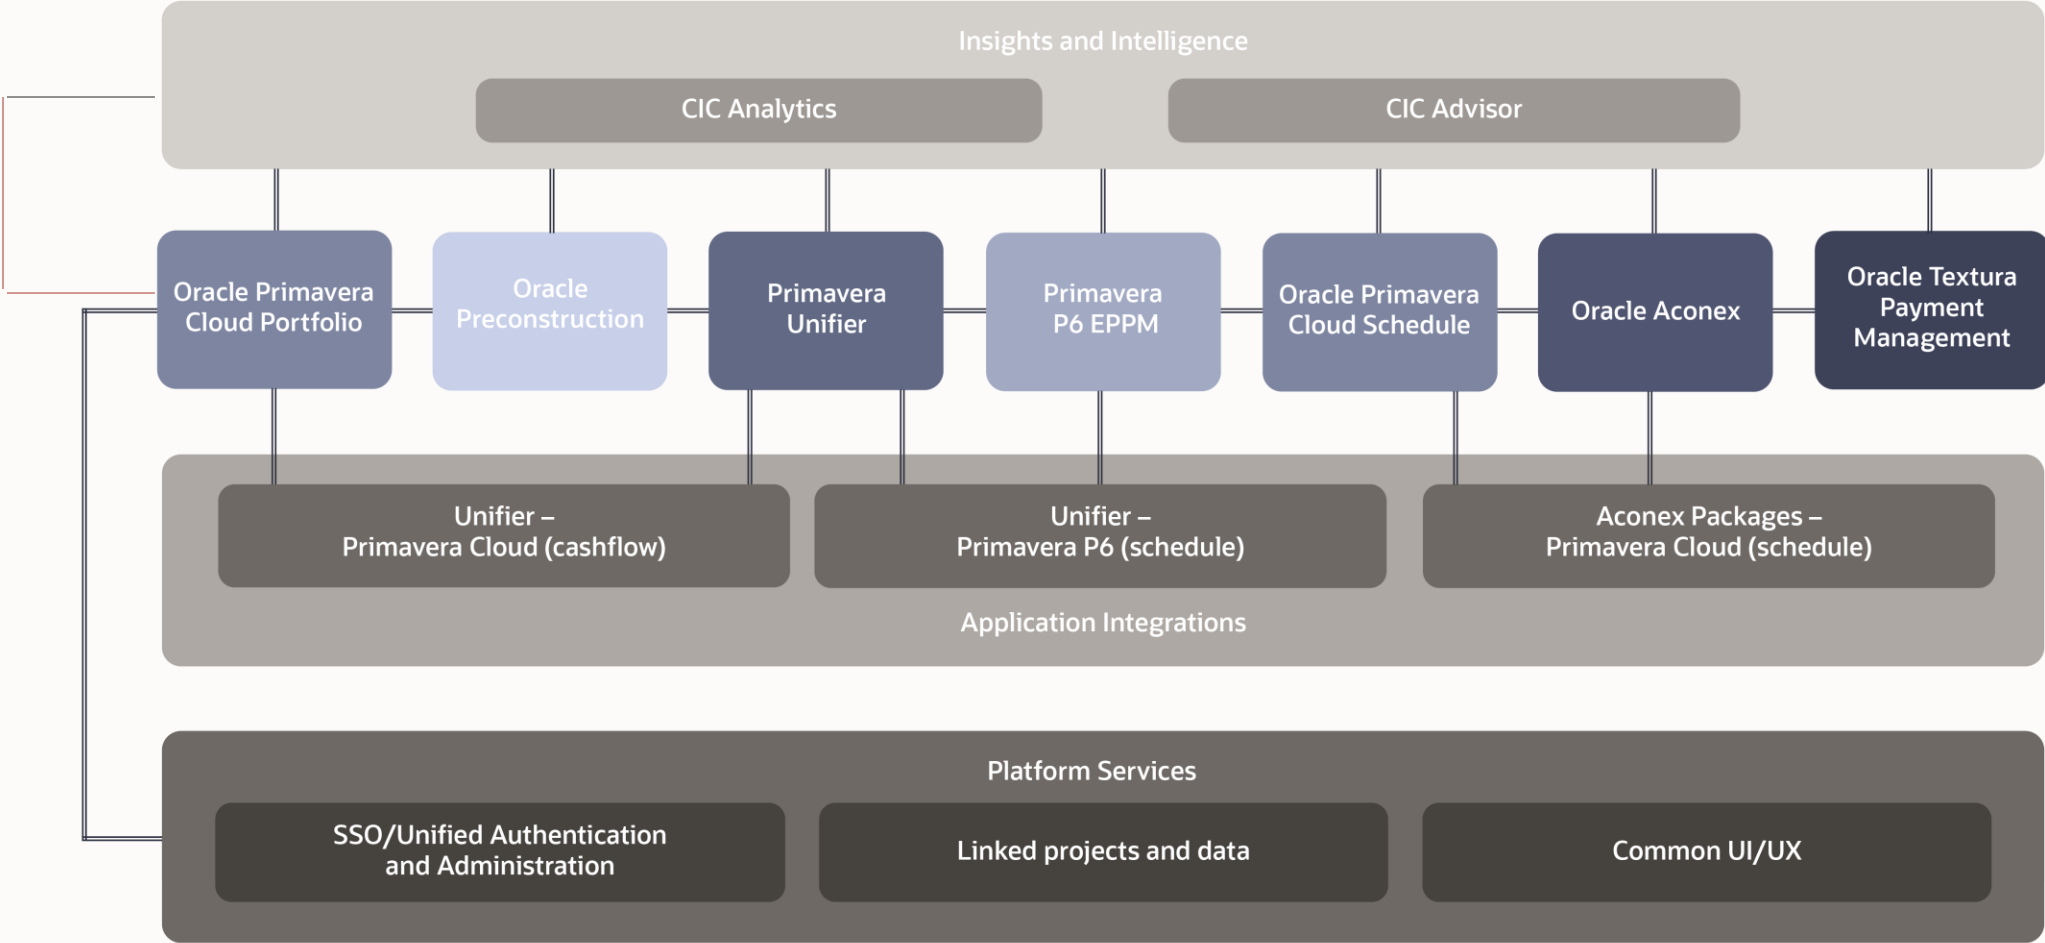 Insights and Intelligence
CIC Analytics
CIC Advisor
Oracle Primavera
Cloud Portfolio
Oracle
Preconstruction
Primavera
Unifier
Primavera
P6 EPPM
Oracle Primavera
Cloud Schedule
Oracle Aconex
Oracle Textura
Payment
Management
Unifier –
Primavera Cloud (cashflow)
Unifier –
Primavera P6 (schedule)
Aconex Packages –
Primavera Cloud (schedule)
Application Integrations
Platform Services
SSO/Unified Authentication
and Administration
Linked projects and data
Common UI/UX